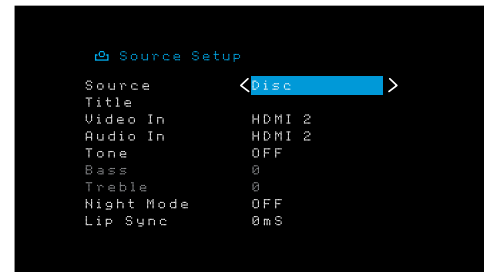 Source Setup
Source < Disc >
Title
Video In HDMI 2
Audio In HDMI 2
Tone OFF
Bass 0
Treble 0
Night Mode OFF
Lip Sync 0mS